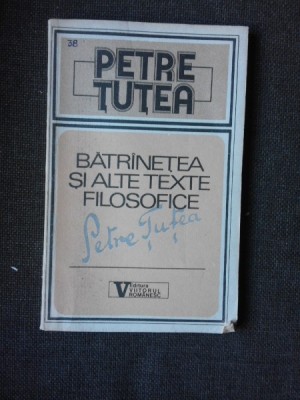 38
PETRE
ȚUȚEA
BĂTRÎNEȚEA
ȘI ALTE TEXTE
FILOSOFICE
Petre Țuțea
Editura
VIITORUL
ROMÂNESC